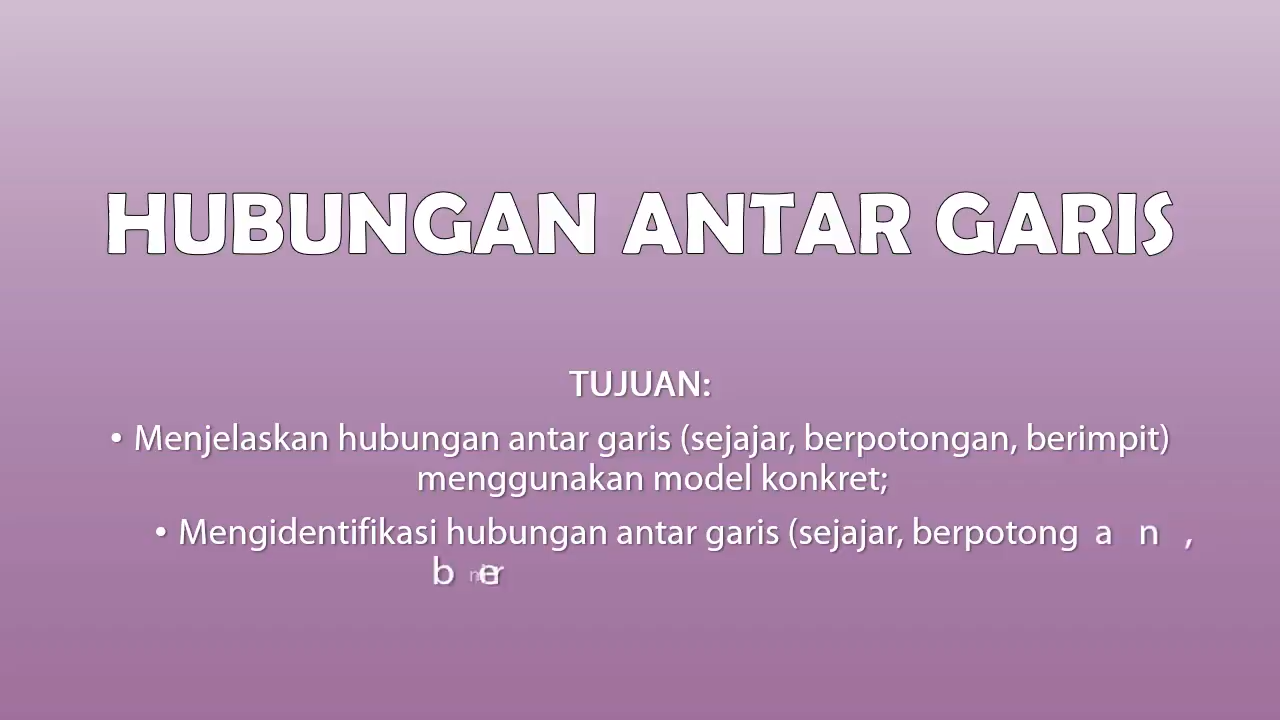 HUBUNGAN ANTAR GARIS
TUJUAN:
• Menjelaskan hubungan antar garis (sejajar, berpotongan, berimpit)
menggunakan model konkret;
• Mengidentifikasi hubungan antar garis (sejajar, berpotongan,